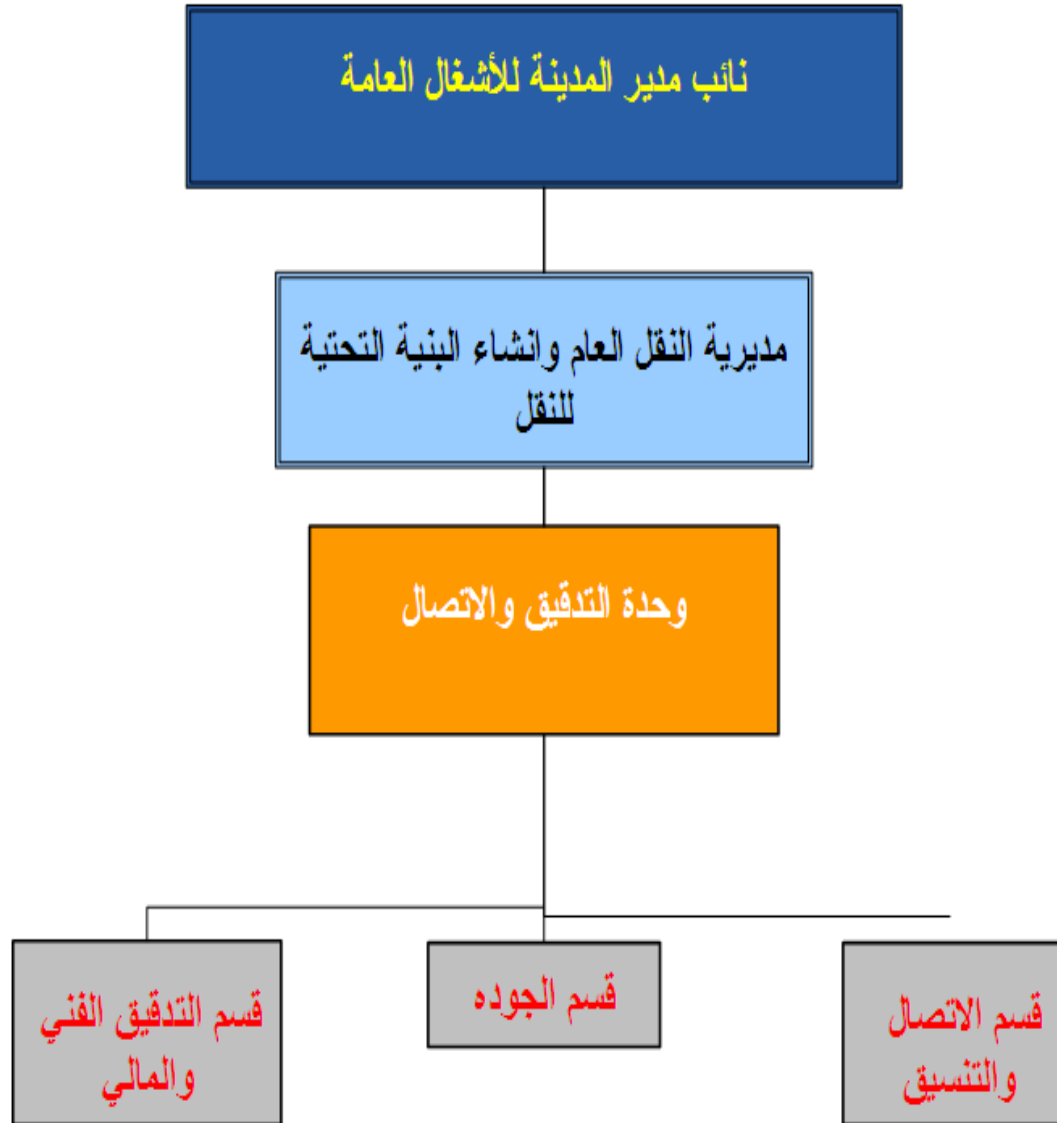 نائب مدير المدينة للأشغال العامة
مديرية النقل العام وانشاء البنية التحتية
للنقل
وحدة التدقيق والاتصال
قسم الاتصال
والتنسيق
قسم الجوده
قسم التدقيق الفني
والمالي